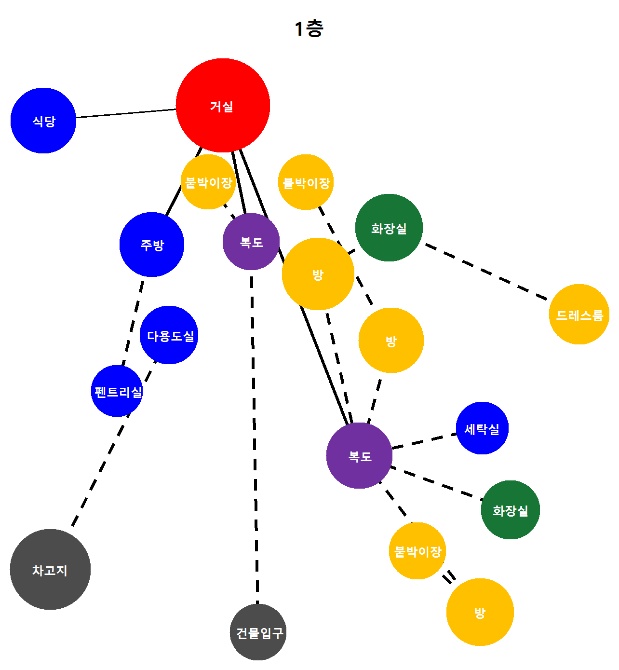 1층
거실
식당
붙박이장
붙박이장
화장실
주방
복도
방
드레스룸
다용도실
방
펜트리실
세탁실
복도
화장실
붙박이장
차고지
방
건물입구